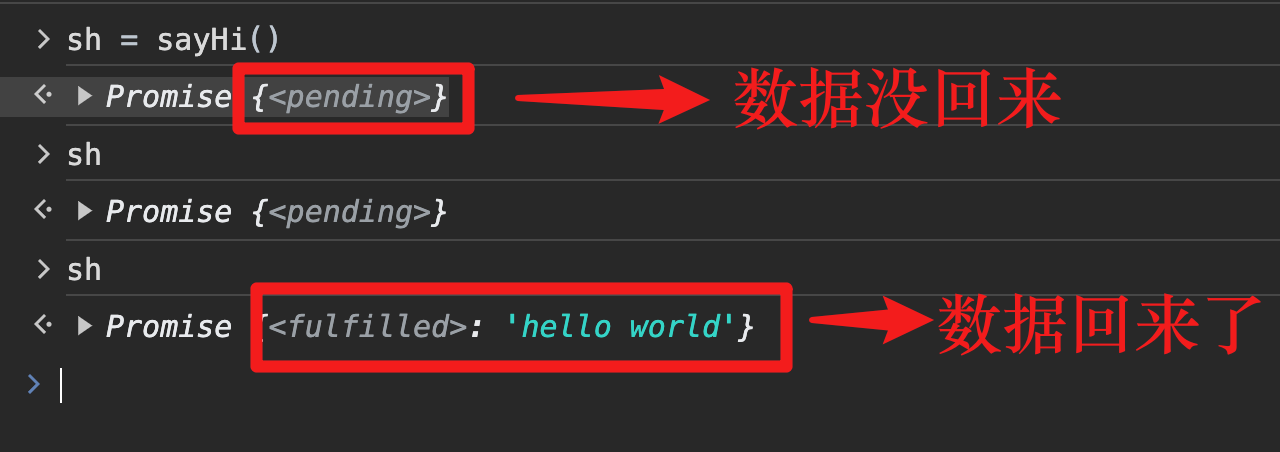 > sh = sayHi()
<· ▶ Promise {<pending>} 数据没回来
> sh
<· ▶ Promise {<pending>}
> sh
<· ▶ Promise {<fulfilled>: 'hello world'} 数据回来了
>